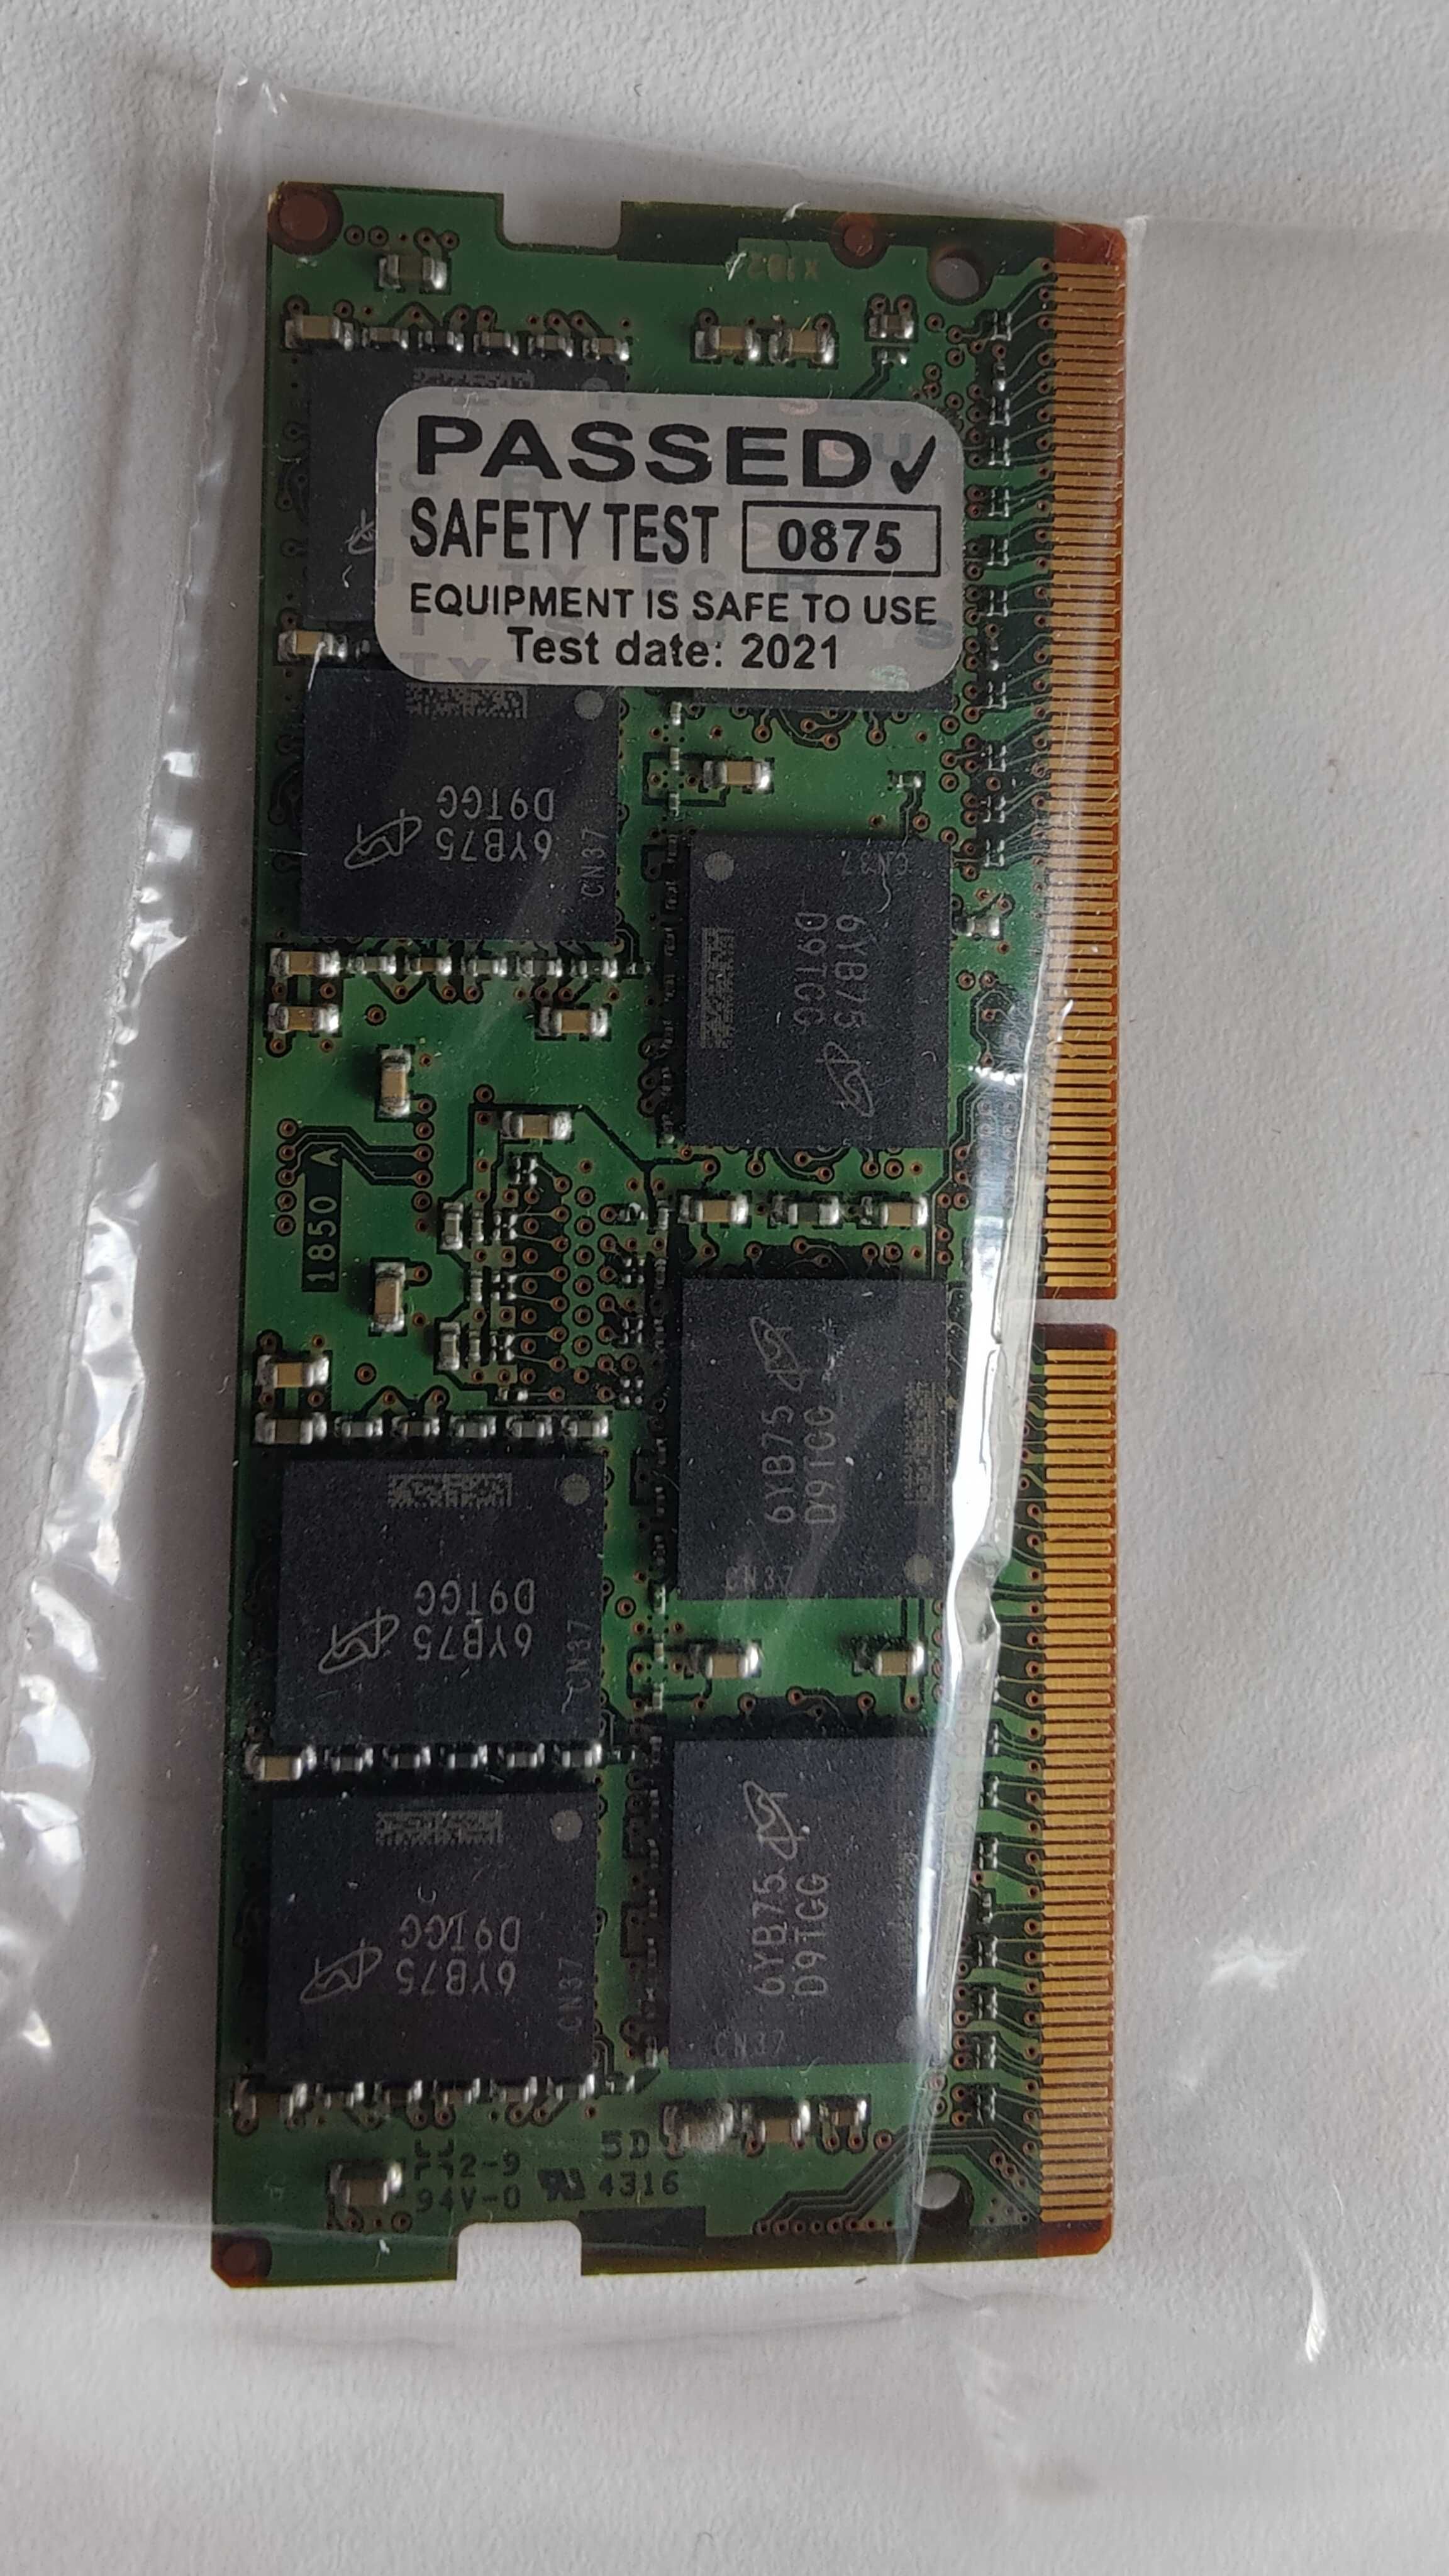 X1B2
PASSED✓
SAFETY TEST 0875
EQUIPMENT IS SAFE TO USE
Test date: 2021
6YB75
D9TGG
CN37
CN37
6YB75
D9TGG
1850 A
6YB75
D9TGG
CN37
6YB75
D9TGG
CN37
6YB75
D9TGG
CN37
6YB75
D9TGG
CN37
5D
4316
94V-0